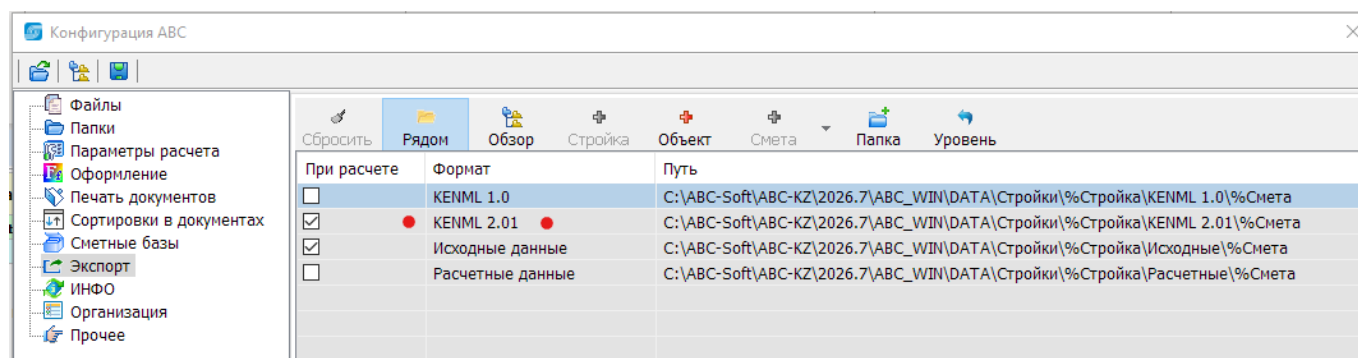 Конфигурация ABC
Файлы
Папки
Параметры расчета
Оформление
Печать документов
Сортировки в документах
Сметные базы
Экспорт
ИНФО
Организация
Прочее
Сбросить Рядом Обзор Стройка Объект Смета Папка Уровень
При расчете Формат Путь
KENML 1.0 C:\ABC-Soft\ABC-KZ\2026.7\ABC_WIN\DATA\Стройки\%Стройка\KENML 1.0\%Смета
KENML 2.01 C:\ABC-Soft\ABC-KZ\2026.7\ABC_WIN\DATA\Стройки\%Стройка\KENML 2.01\%Смета
Исходные данные C:\ABC-Soft\ABC-KZ\2026.7\ABC_WIN\DATA\Стройки\%Стройка\Исходные\%Смета
Расчетные данные C:\ABC-Soft\ABC-KZ\2026.7\ABC_WIN\DATA\Стройки\%Стройка\Расчетные\%Смета